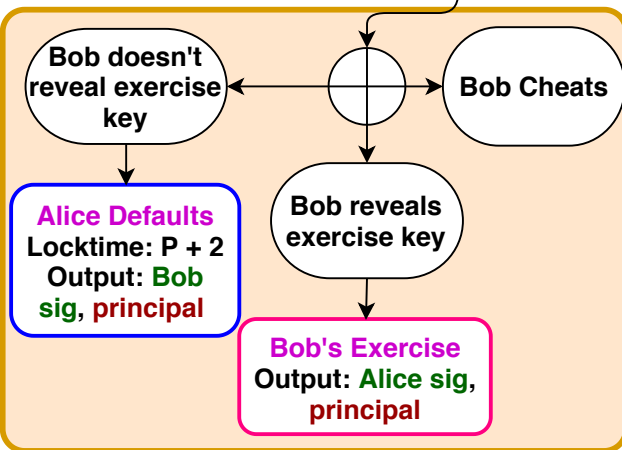 Bob doesn't
reveal exercise
key
Bob Cheats
Bob reveals
exercise key
Alice Defaults
Locktime: P + 2
Output: Bob
sig, principal
Bob's Exercise
Output: Alice sig,
principal